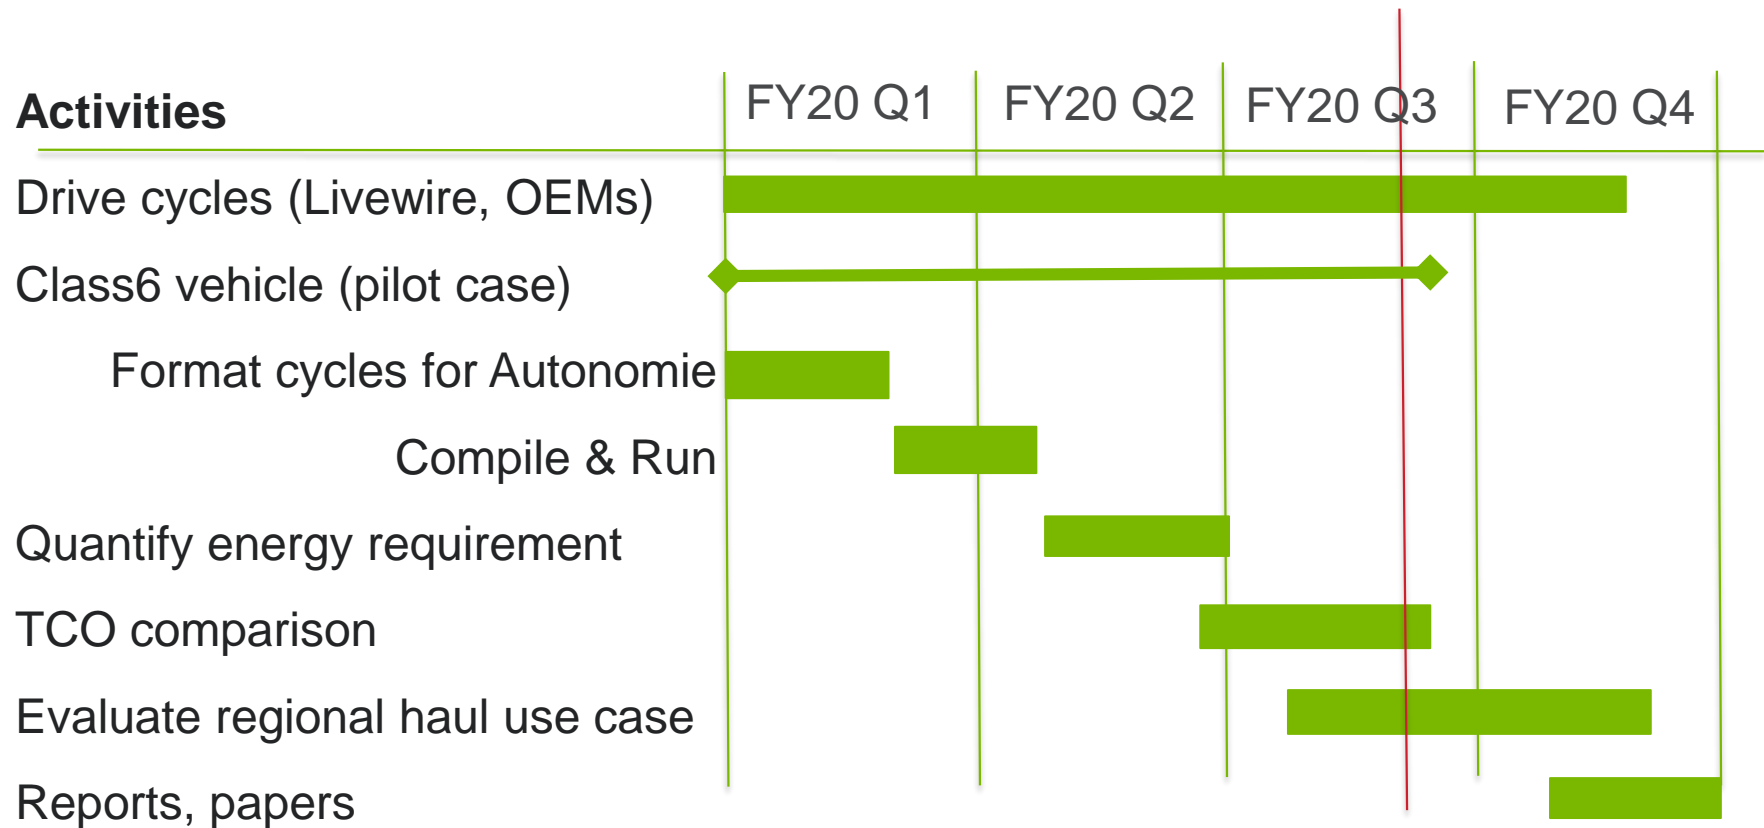 Activities
FY20 Q1
FY20 Q2
FY20 Q3
FY20 Q4
Drive cycles (Livewire, OEMs)
Class6 vehicle (pilot case)
Format cycles for Autonomie
Compile & Run
Quantify energy requirement
TCO comparison
Evaluate regional haul use case
Reports, papers